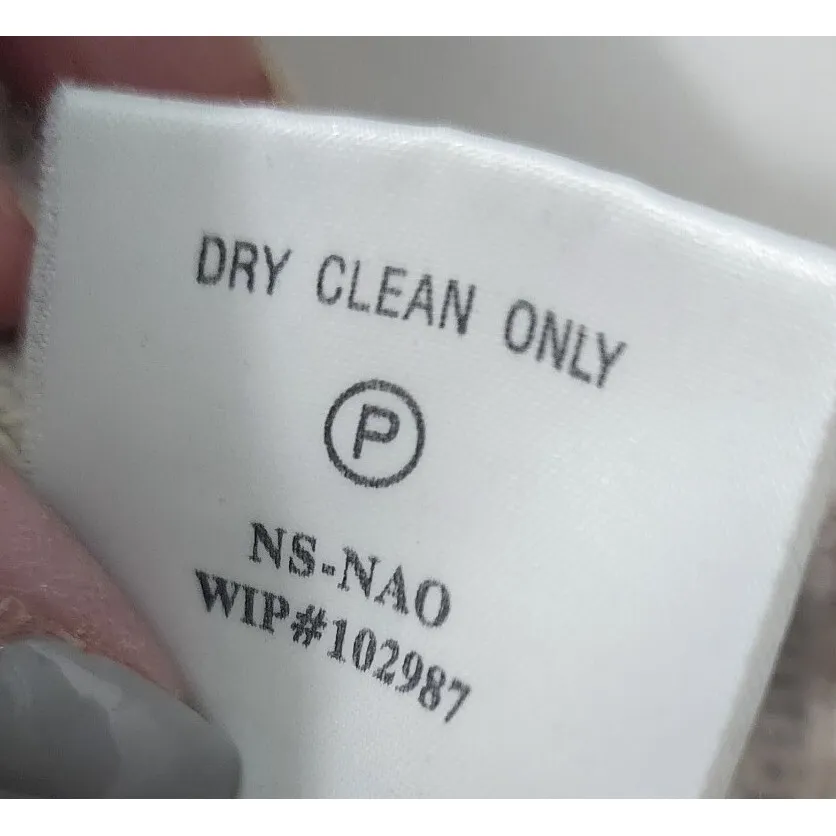 DRY CLEAN ONLY
P
NS-NAO
WIP#102987